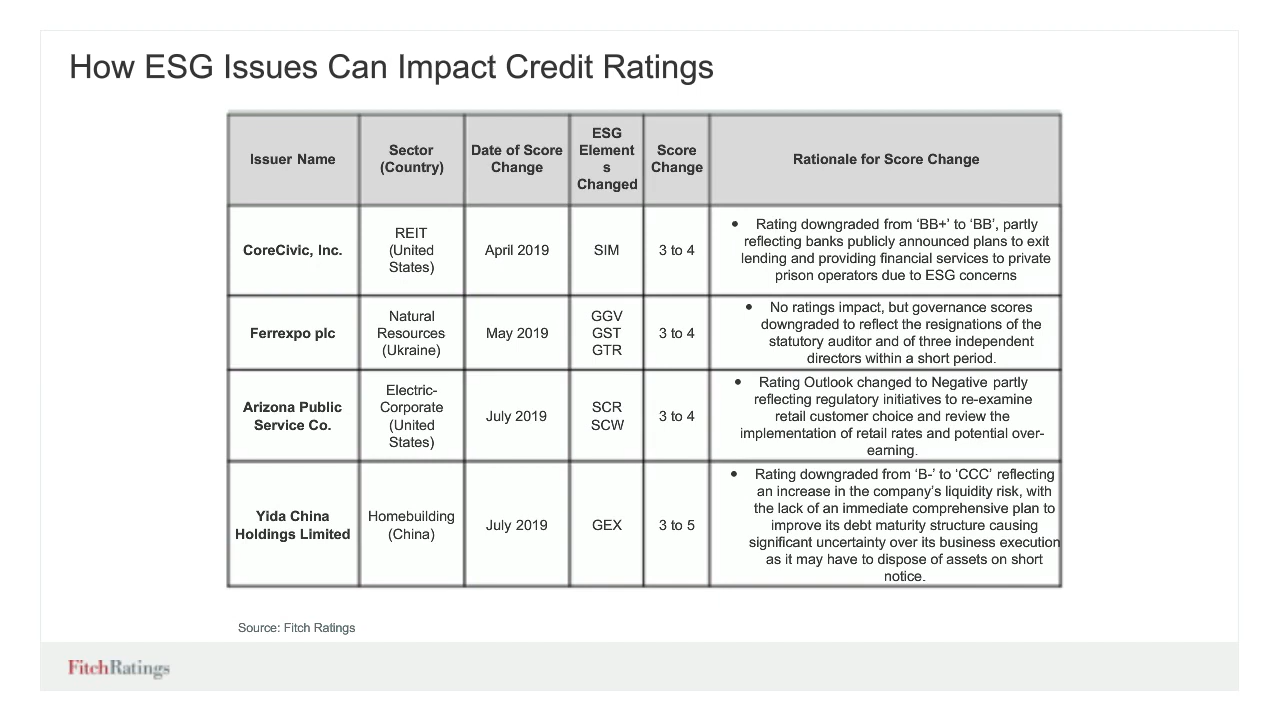 How ESG Issues Can Impact Credit Ratings
Issuer Name
Sector
(Country)
Date of Score
Change
ESG
Element
s
Changed
Score
Change
Rationale for Score Change
CoreCivic, Inc.
REIT
(United
States)
April 2019
SIM
3 to 4
• Rating downgraded from ‘BB+’ to ‘BB’, partly
reflecting banks publicly announced plans to exit
lending and providing financial services to private
prison operators due to ESG concerns
Ferrexpo plc
Natural
Resources
(Ukraine)
May 2019
GGV
GST
GTR
3 to 4
• No ratings impact, but governance scores
downgraded to reflect the resignations of the
statutory auditor and of three independent
directors within a short period.
Arizona Public
Service Co.
Electric-
Corporate
(United
States)
July 2019
SCR
SCW
3 to 4
• Rating Outlook changed to Negative partly
reflecting regulatory initiatives to re-examine
retail customer choice and review the
implementation of retail rates and potential over-
earning.
Yida China
Holdings Limited
Homebuilding
(China)
July 2019
GEX
3 to 5
• Rating downgraded from ‘B-’ to ‘CCC’ reflecting
an increase in the company’s liquidity risk, with
the lack of an immediate comprehensive plan to
improve its debt maturity structure causing
significant uncertainty over its business execution
as it may have to dispose of assets on short
notice.
Source: Fitch Ratings
FitchRatings